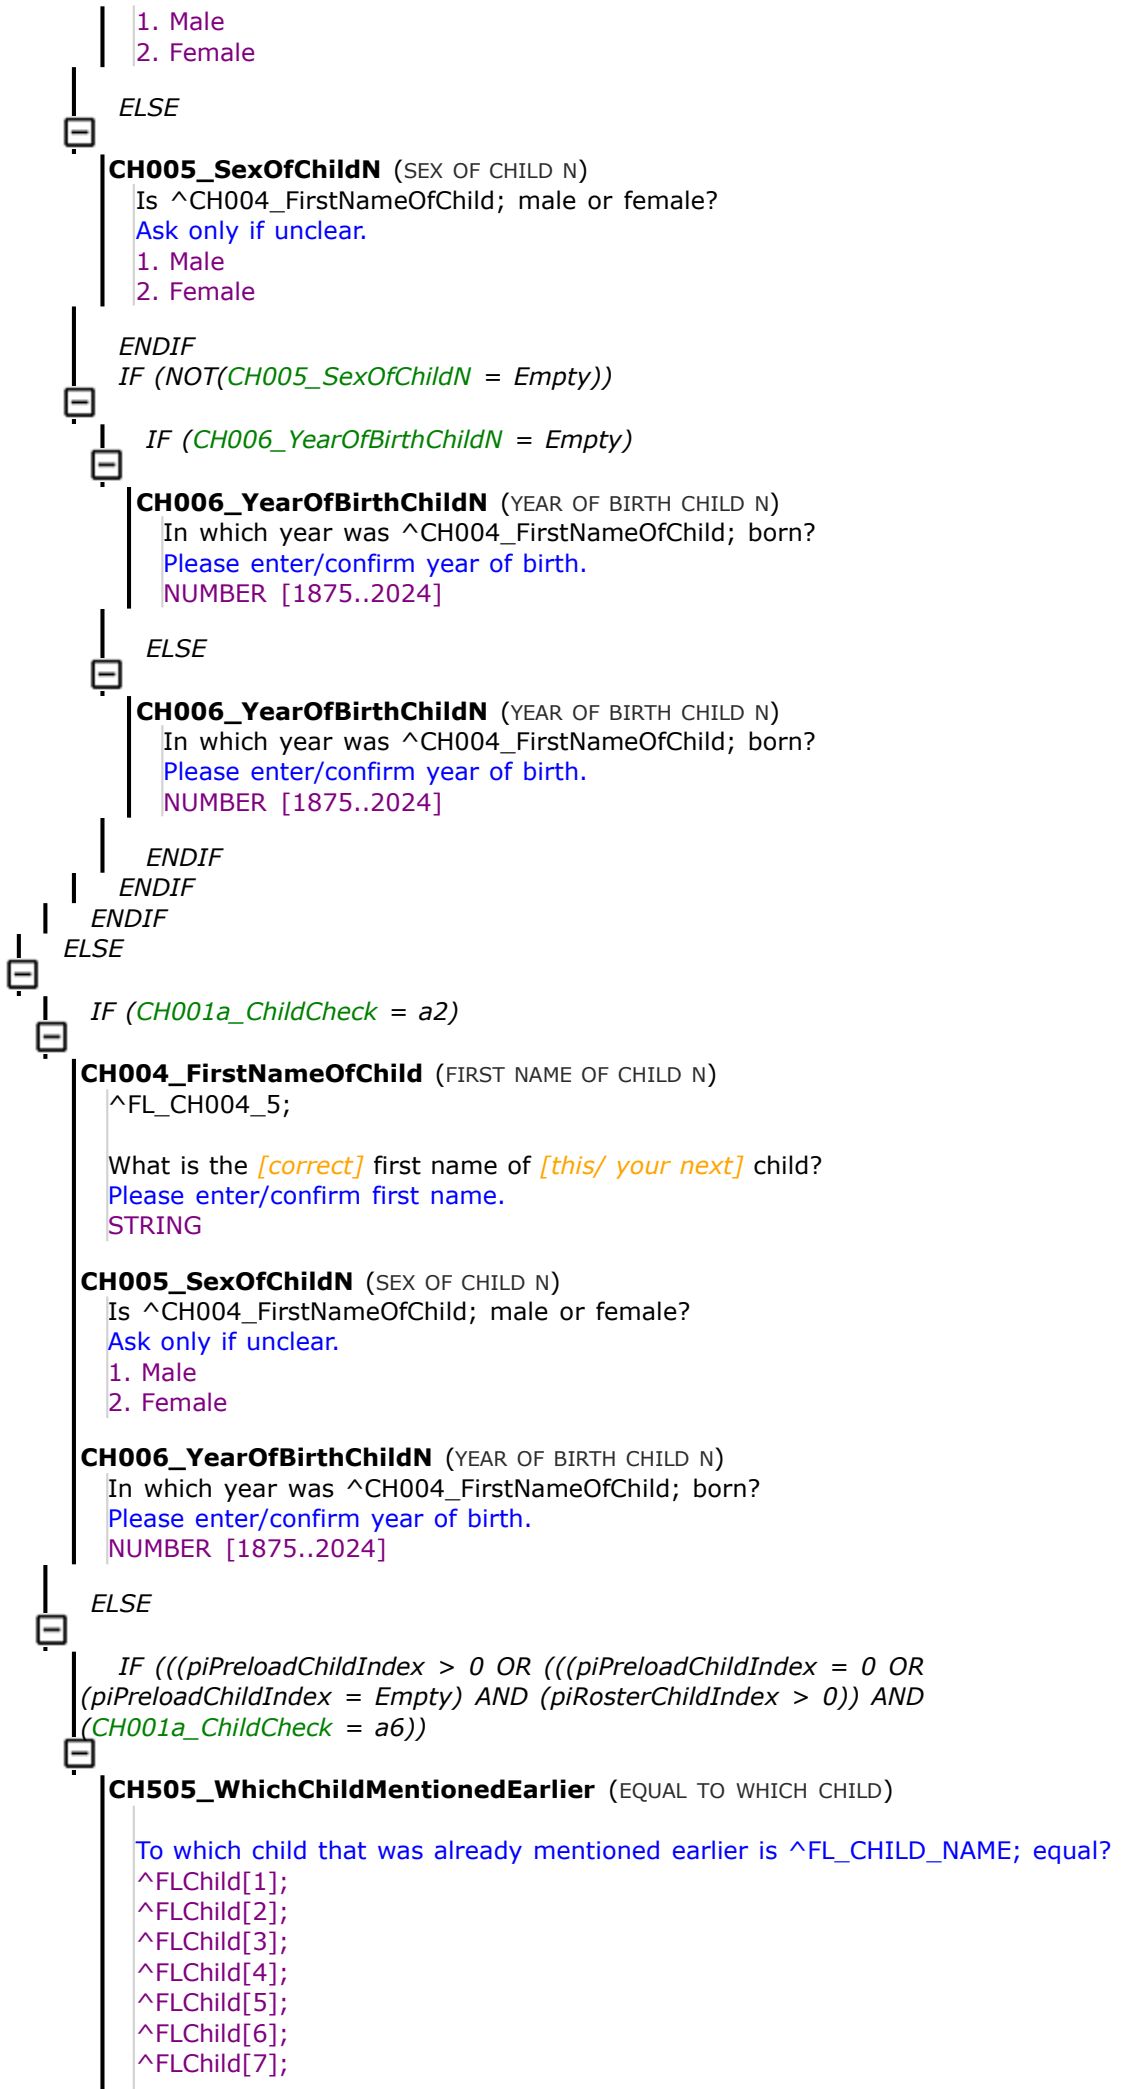 1. Male
2. Female
ELSE
CH005_SexOfChildN (SEX OF CHILD N)
Is ^CH004_FirstNameOfChild; male or female?
Ask only if unclear.
1. Male
2. Female
ENDIF
IF (NOT(CH005_SexOfChildN = Empty))
IF (CH006_YearOfBirthChildN = Empty)
CH006_YearOfBirthChildN (YEAR OF BIRTH CHILD N)
In which year was ^CH004_FirstNameOfChild; born?
Please enter/confirm year of birth.
NUMBER [1875..2024]
ELSE
CH006_YearOfBirthChildN (YEAR OF BIRTH CHILD N)
In which year was ^CH004_FirstNameOfChild; born?
Please enter/confirm year of birth.
NUMBER [1875..2024]
ENDIF
ENDIF
ENDIF
ELSE
IF (CH001a_ChildCheck = a2)
CH004_FirstNameOfChild (FIRST NAME OF CHILD N)
^FL_CH004_5;
What is the [correct] first name of [this/ your next] child?
Please enter/confirm first name.
STRING
CH005_SexOfChildN (SEX OF CHILD N)
Is ^CH004_FirstNameOfChild; male or female?
Ask only if unclear.
1. Male
2. Female
CH006_YearOfBirthChildN (YEAR OF BIRTH CHILD N)
In which year was ^CH004_FirstNameOfChild; born?
Please enter/confirm year of birth.
NUMBER [1875..2024]
ELSE
IF (((piPreloadChildIndex > 0 OR (((piPreloadChildIndex = 0 OR
(piPreloadChildIndex = Empty) AND (piRosterChildIndex > 0)) AND
(CH001a_ChildCheck = a6))
CH505_WhichChildMentionedEarlier (EQUAL TO WHICH CHILD)
To which child that was already mentioned earlier is ^FL_CHILD_NAME; equal?
^FLChild[1];
^FLChild[2];
^FLChild[3];
^FLChild[4];
^FLChild[5];
^FLChild[6];
^FLChild[7];